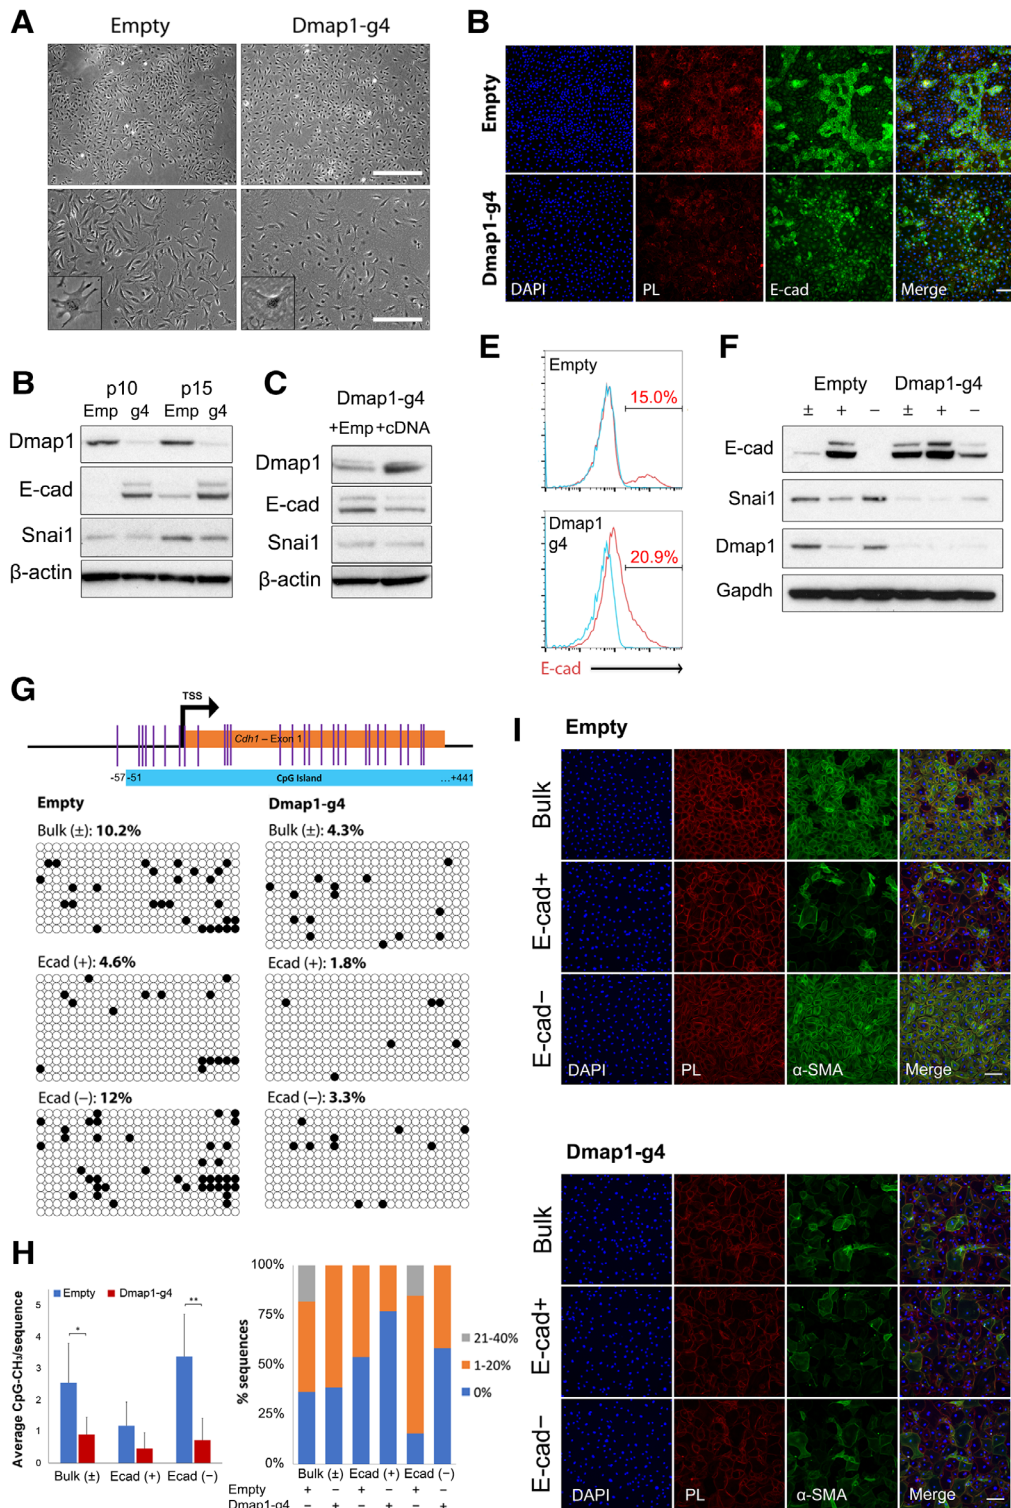 A
Empty
Dmap1-g4
B
Empty
Dmap1-g4
DAPI
PL
E-cad
Merge
B
p10
p15
Emp g4 Emp g4
Dmap1
E-cad
Snai1
β-actin
C
Dmap1-g4
+Emp +cDNA
Dmap1
E-cad
Snai1
β-actin
E
Empty
15.0%
Dmap1
g4
20.9%
E-cad
F
Empty
Dmap1-g4
± + − ± + −
E-cad
Snai1
Dmap1
Gapdh
G
TSS
Cdh1 – Exon 1
-57
-51
CpG Island
...+441
Empty
Dmap1-g4
Bulk (±): 10.2%
Bulk (±): 4.3%
Ecad (+): 4.6%
Ecad (+): 1.8%
Ecad (−): 12%
Ecad (−): 3.3%
H
Average CpG-CH₃/sequence
Empty
Dmap1-g4
5
4
3
2
1
0
*
**
Bulk (±)
Ecad (+)
Ecad (−)
% sequences
100%
75%
50%
25%
0%
21-40%
1-20%
0%
Bulk (±)
Ecad (+)
Ecad (−)
Empty + − + − + −
Dmap1-g4 − + − + − +
I
Empty
Bulk
E-cad+
E-cad−
DAPI
PL
α-SMA
Merge
Dmap1-g4
Bulk
E-cad+
E-cad−
DAPI
PL
α-SMA
Merge